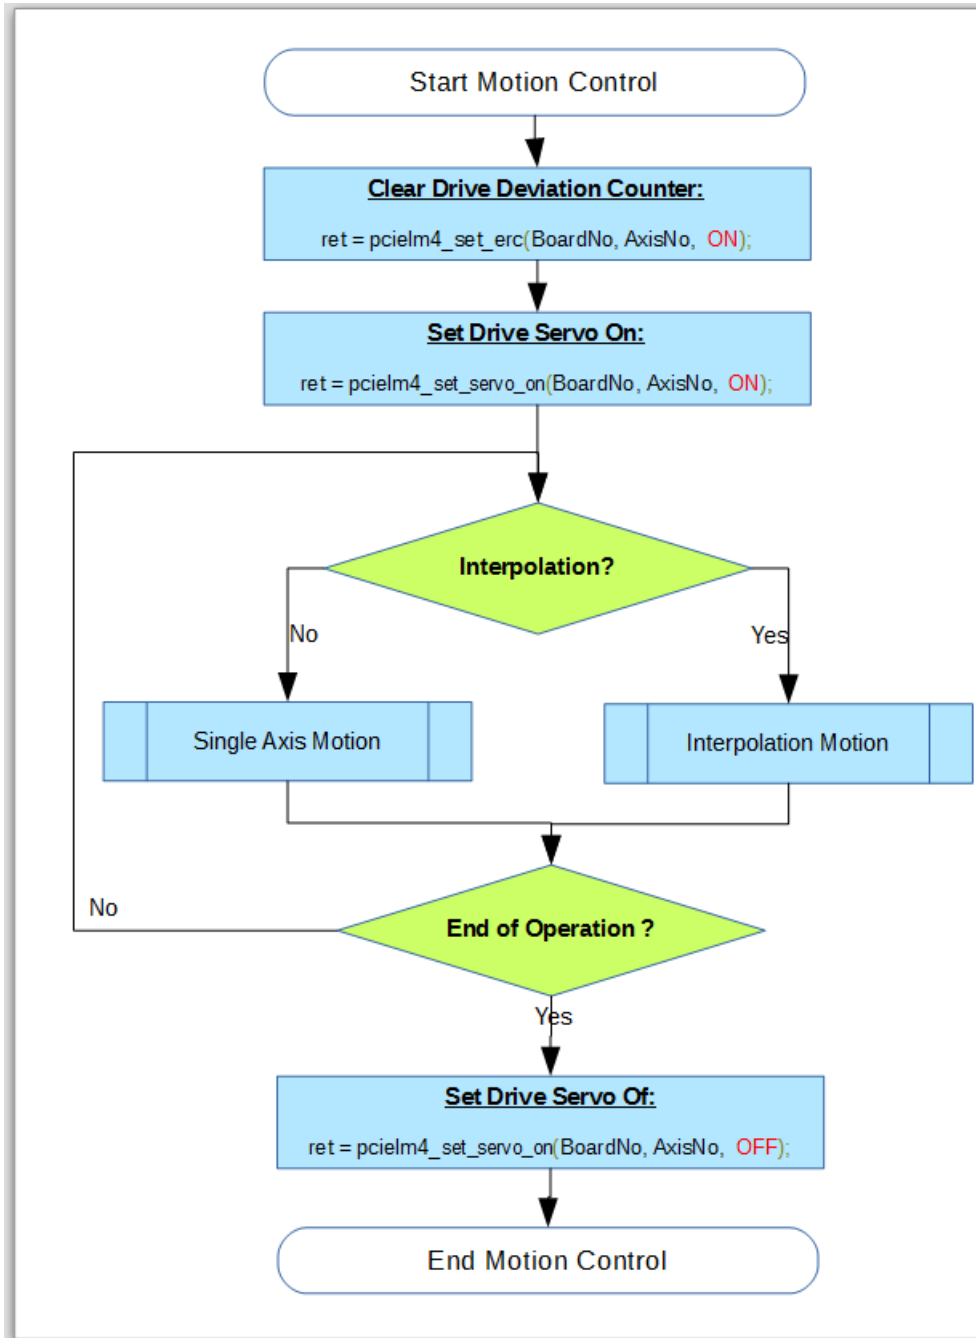 Start Motion Control
Clear Drive Deviation Counter:
ret = pcielm4_set_erc(BoardNo, AxisNo, ON);
Set Drive Servo On:
ret = pcielm4_set_servo_on(BoardNo, AxisNo, ON);
Interpolation?
No
Yes
Single Axis Motion
Interpolation Motion
No
End of Operation ?
Yes
Set Drive Servo Of:
ret = pcielm4_set_servo_on(BoardNo, AxisNo, OFF);
End Motion Control